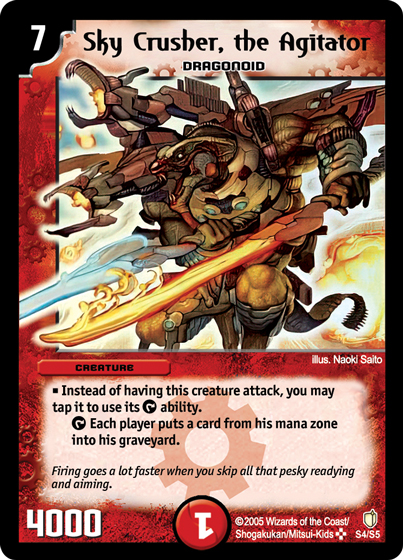 7 Sky Crusher, the Agitator
DRAGONOID
illus. Naoki Saito
CREATURE
▪ Instead of having this creature attack, you may
tap it to use its ability.
Each player puts a card from his mana zone
into his graveyard.
Firing goes a lot faster when you skip all that pesky readying
and aiming.
4000
1
©2005 Wizards of the Coast/
Shogakukan/Mitsui-Kids S4/S5